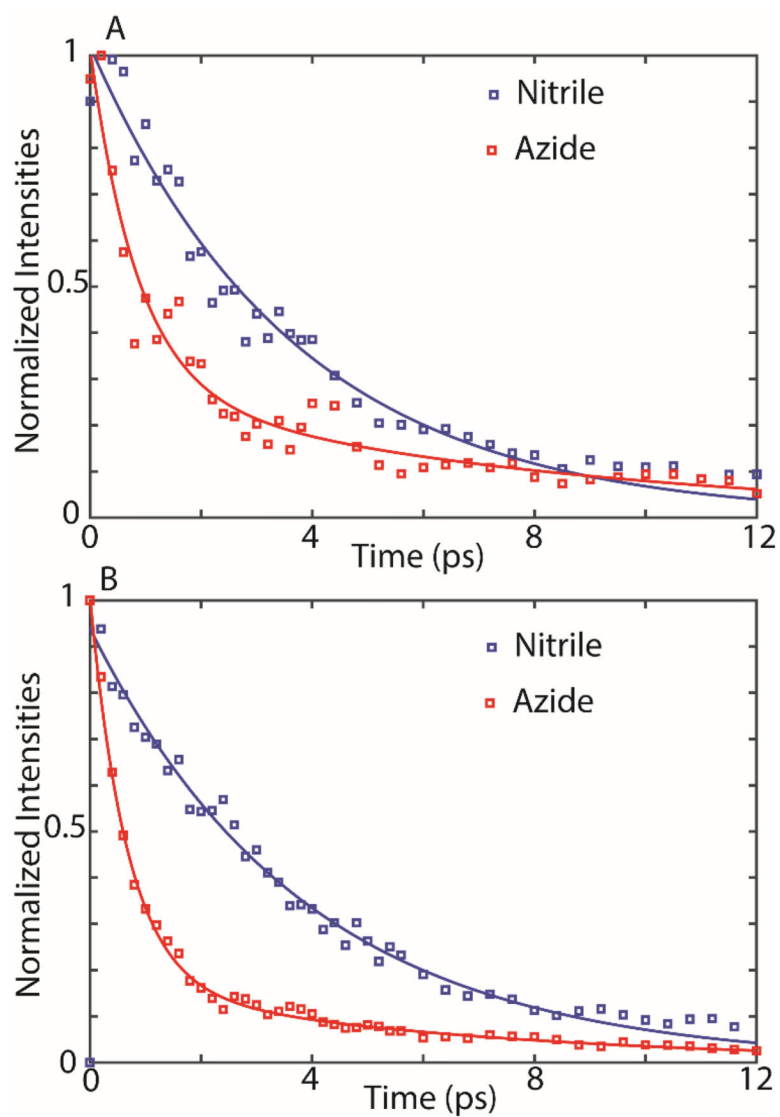 A
1
Nitrile
Azide
0.5
0
Normalized Intensities
0 4 8 12
Time (ps)
B
1
Nitrile
Azide
0.5
0
Normalized Intensities
0 4 8 12
Time (ps)